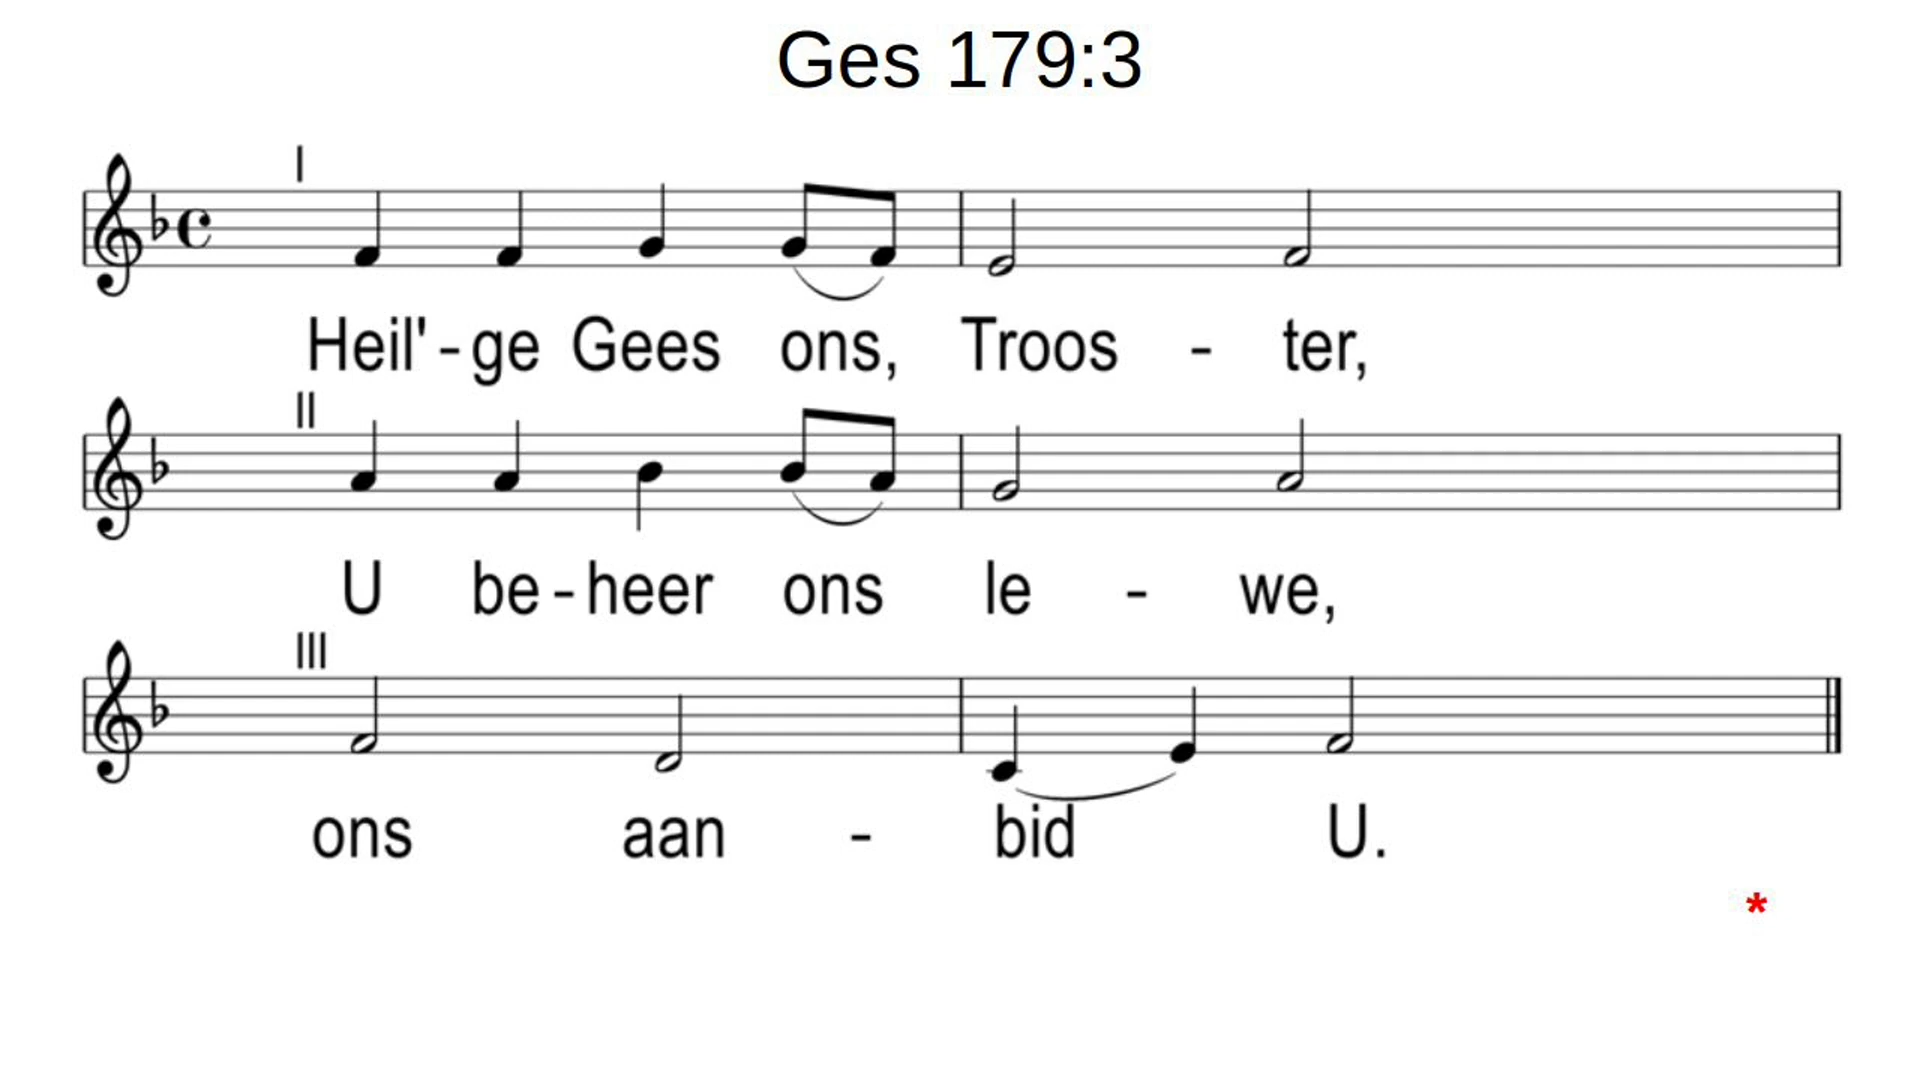 Ges 179:3
I
Heil'-ge Gees ons, Troos - ter,
II
U be-heer ons le - we,
III
ons aan - bid U.
*